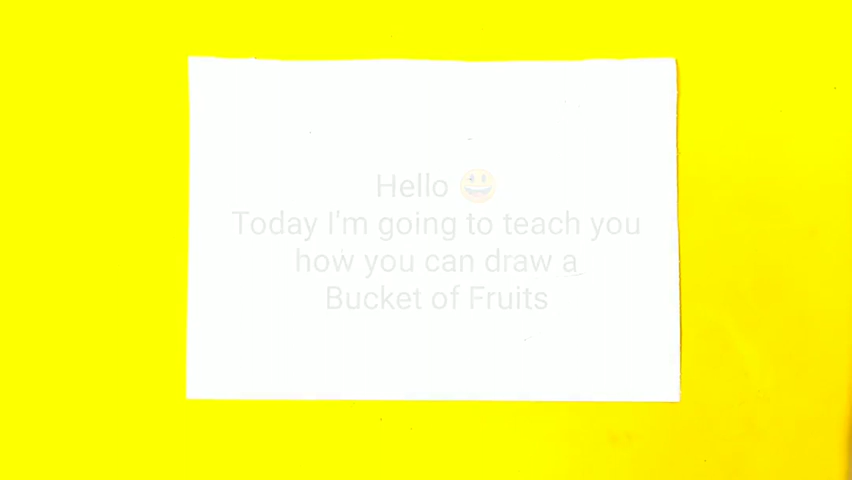 Hello 😃
Today I'm going to teach you
how you can draw a
Bucket of Fruits